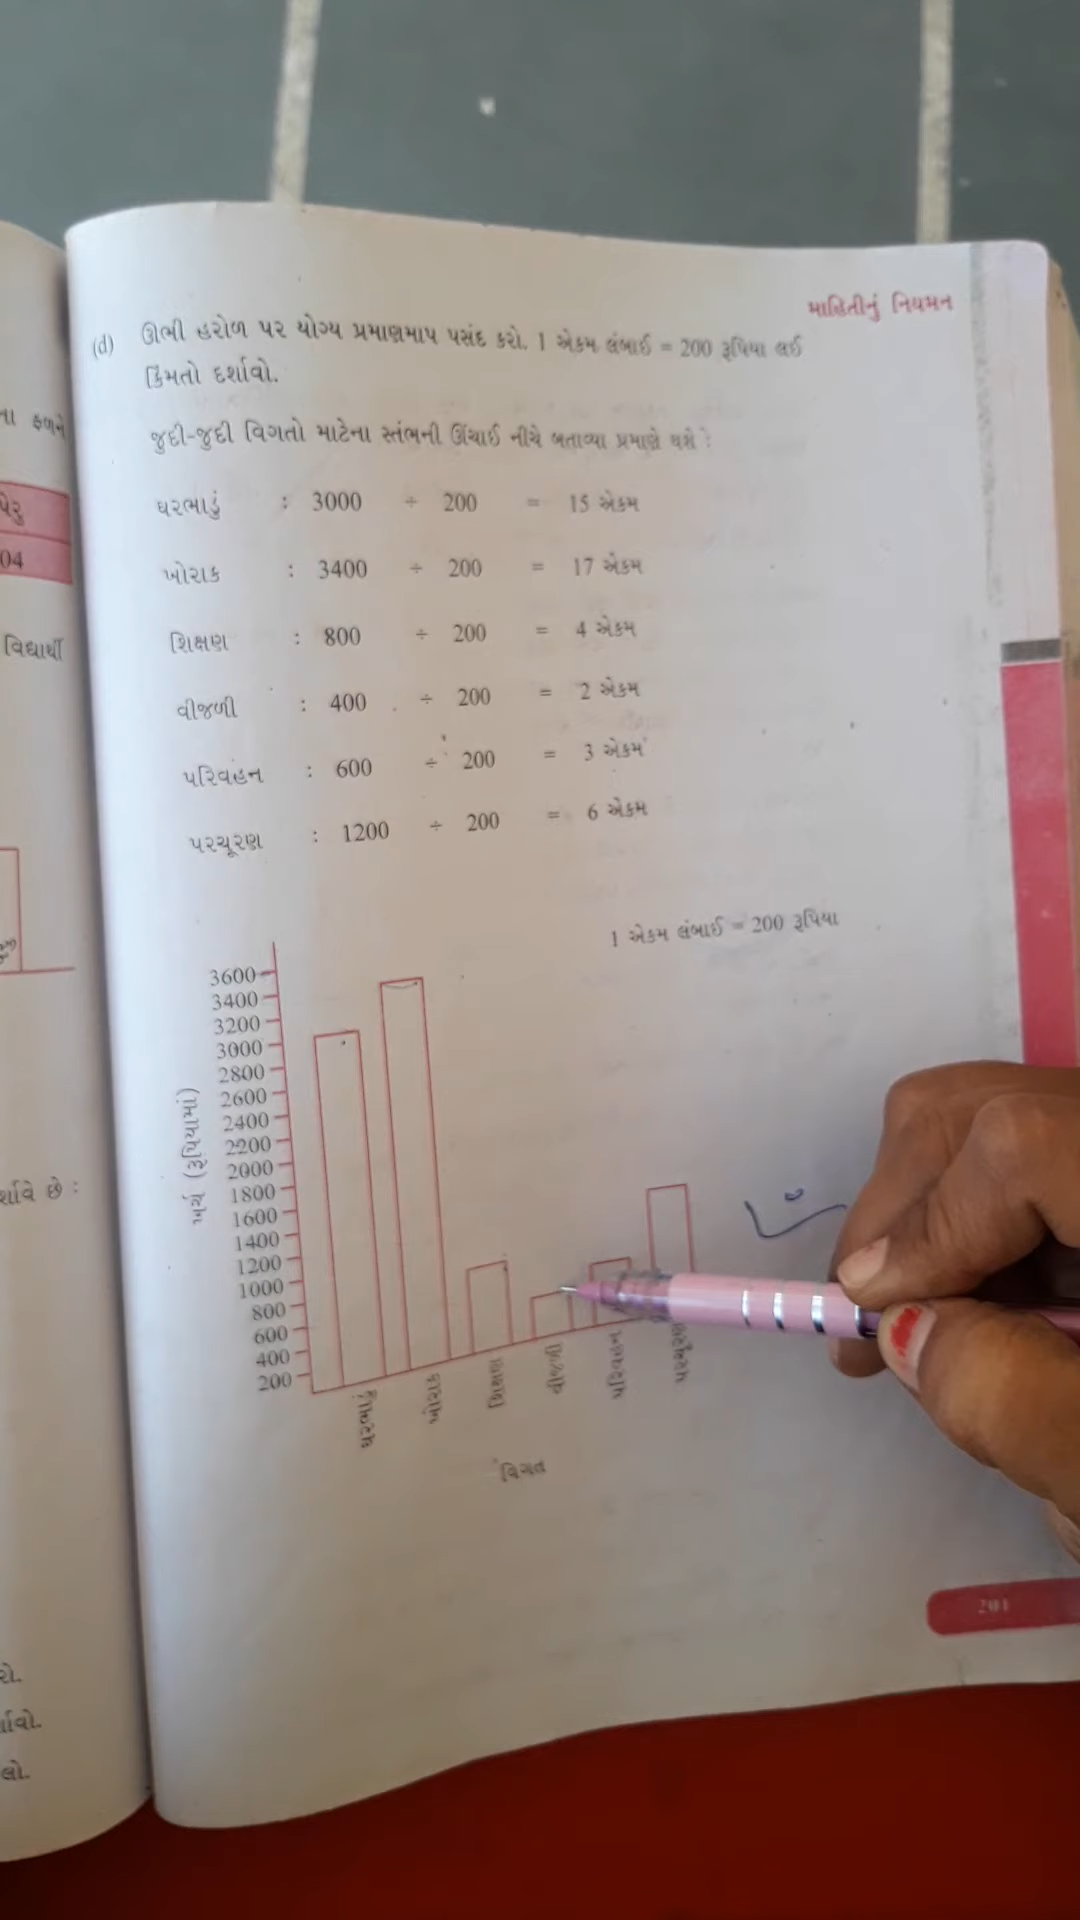 માહિતીનું નિયમન
(d) ઊભી હરોળ પર યોગ્ય પ્રમાણમાપ પસંદ કરો. 1 એકમ લંબાઈ = 200 રૂપિયા લઈ
કિંમતો દર્શાવો.
જુદી-જુદી વિગતો માટેના સ્તંભની ઊંચાઈ નીચે બતાવ્યા પ્રમાણે થશે :
ઘરભાડું : 3000 ÷ 200 = 15 એકમ
ખોરાક : 3400 ÷ 200 = 17 એકમ
શિક્ષણ : 800 ÷ 200 = 4 એકમ
વીજળી : 400 ÷ 200 = 2 એકમ
પરિવહન : 600 ÷ 200 = 3 એકમ
પરચૂરણ : 1200 ÷ 200 = 6 એકમ
1 એકમ લંબાઈ = 200 રૂપિયા
3600
3400
3200
3000
2800
2600
2400
2200
2000
1800
1600
1400
1200
1000
800
600
400
200
ખર્ચ (રૂપિયામાં)
ઘરભાડું
ખોરાક
શિક્ષણ
વીજળી
પરિવહન
પરચૂરણ
વિગત
201
ના ફળને
પેરુ
04
વિદ્યાર્થી
ર્શાવે છે :
રો.
ર્ાવો.
લો.